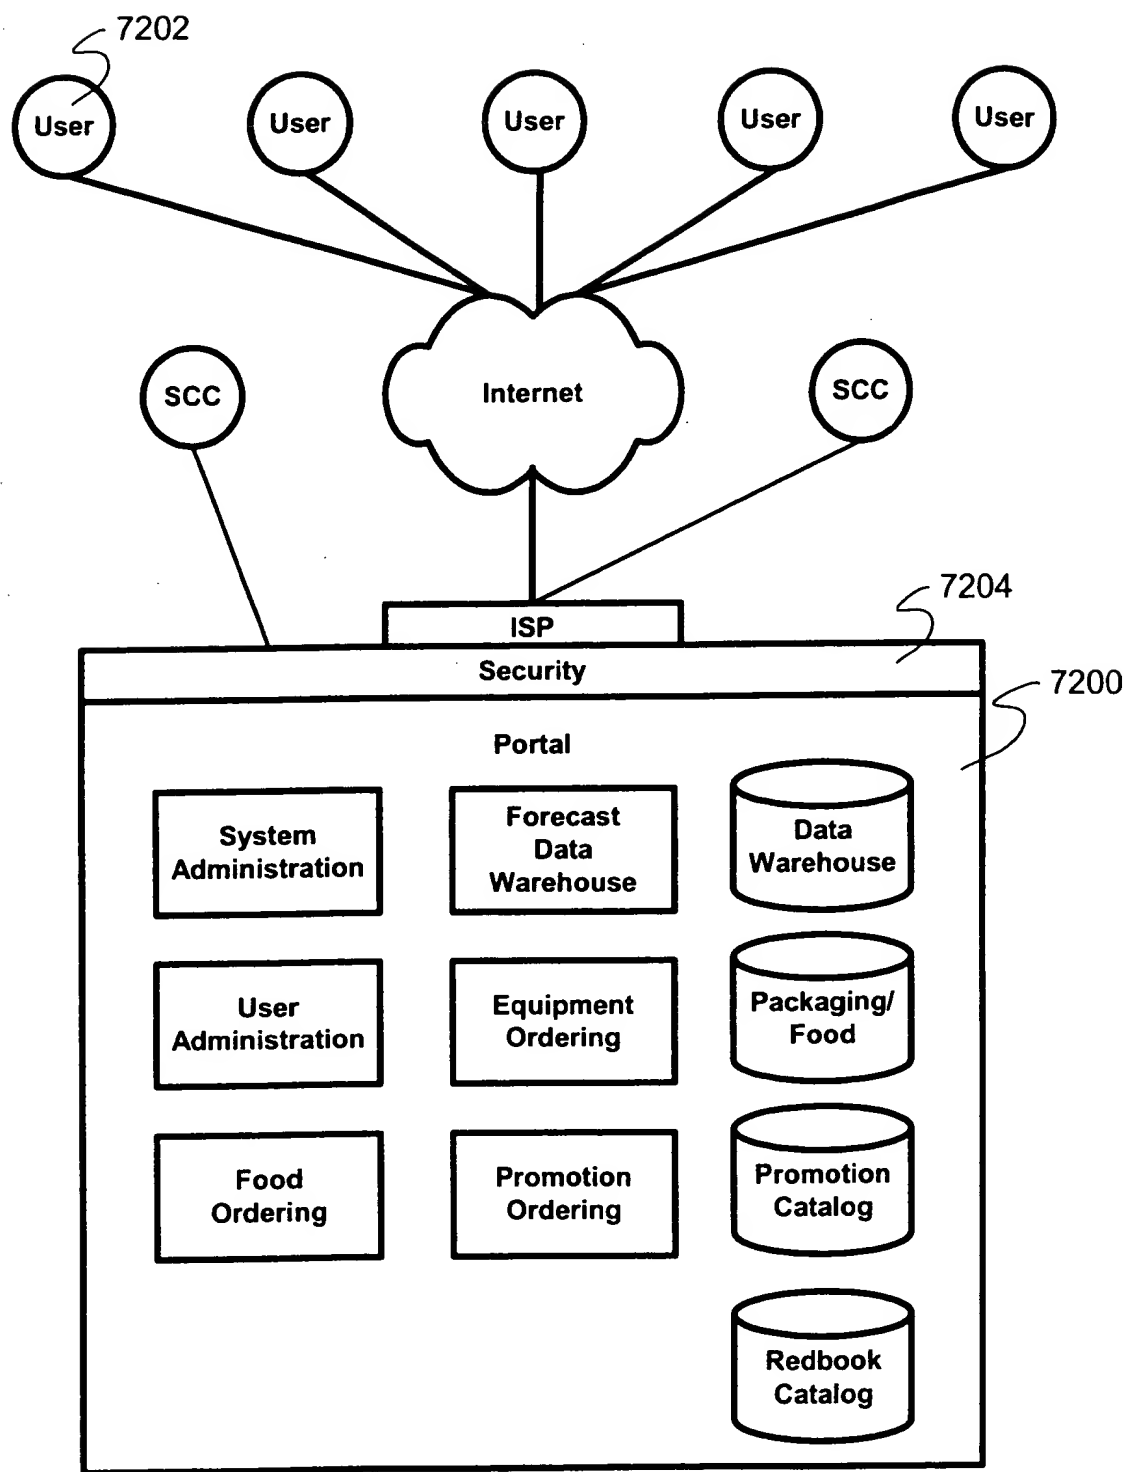 7202
User
User
User
User
User
SCC
Internet
SCC
7204
ISP
Security
7200
Portal
System
Administration
Forecast
Data
Warehouse
Data
Warehouse
User
Administration
Equipment
Ordering
Packaging/
Food
Food
Ordering
Promotion
Ordering
Promotion
Catalog
Redbook
Catalog